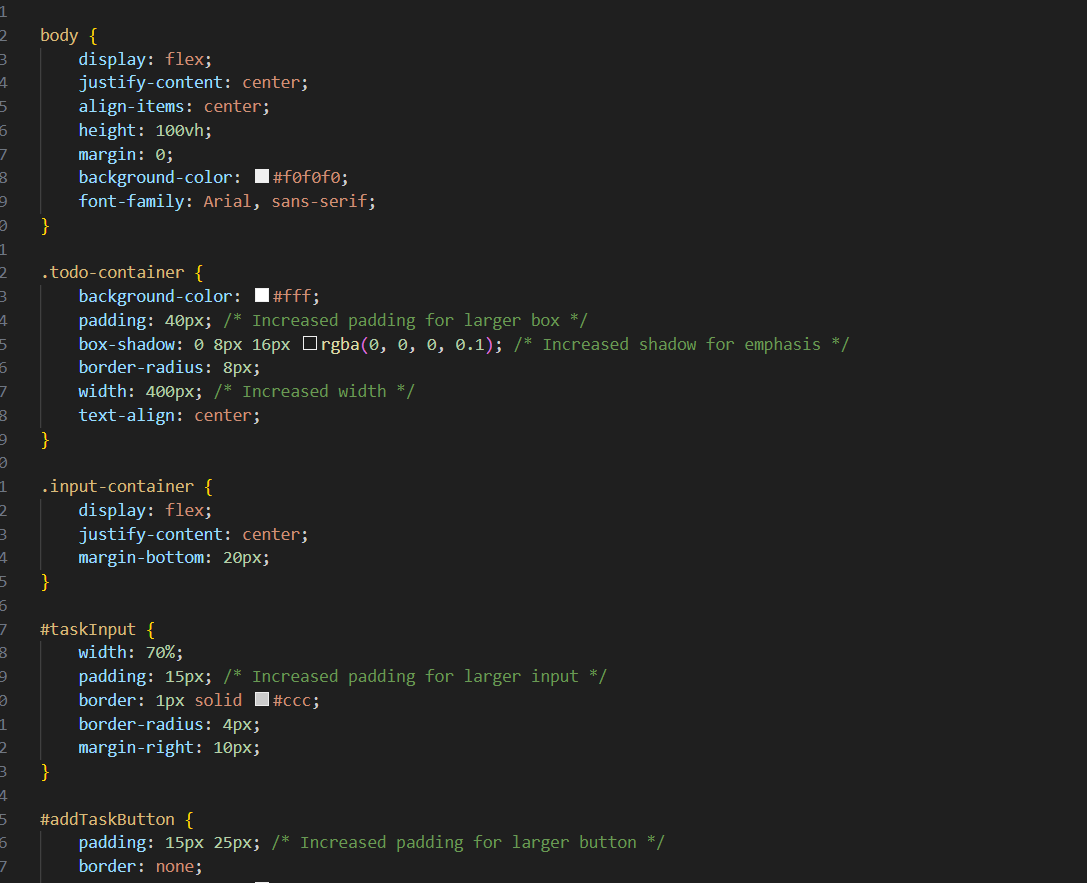 1
2 body {
3 display: flex;
4 justify-content: center;
5 align-items: center;
6 height: 100vh;
7 margin: 0;
8 background-color: #f0f0f0;
9 font-family: Arial, sans-serif;
0 }
1
2 .todo-container {
3 background-color: #fff;
4 padding: 40px; /* Increased padding for larger box */
5 box-shadow: 0 8px 16px rgba(0, 0, 0, 0.1); /* Increased shadow for emphasis */
6 border-radius: 8px;
7 width: 400px; /* Increased width */
8 text-align: center;
9 }
0
1 .input-container {
2 display: flex;
3 justify-content: center;
4 margin-bottom: 20px;
5 }
6
7 #taskInput {
8 width: 70%;
9 padding: 15px; /* Increased padding for larger input */
0 border: 1px solid #ccc;
1 border-radius: 4px;
2 margin-right: 10px;
3 }
4
5 #addTaskButton {
6 padding: 15px 25px; /* Increased padding for larger button */
7 border: none;